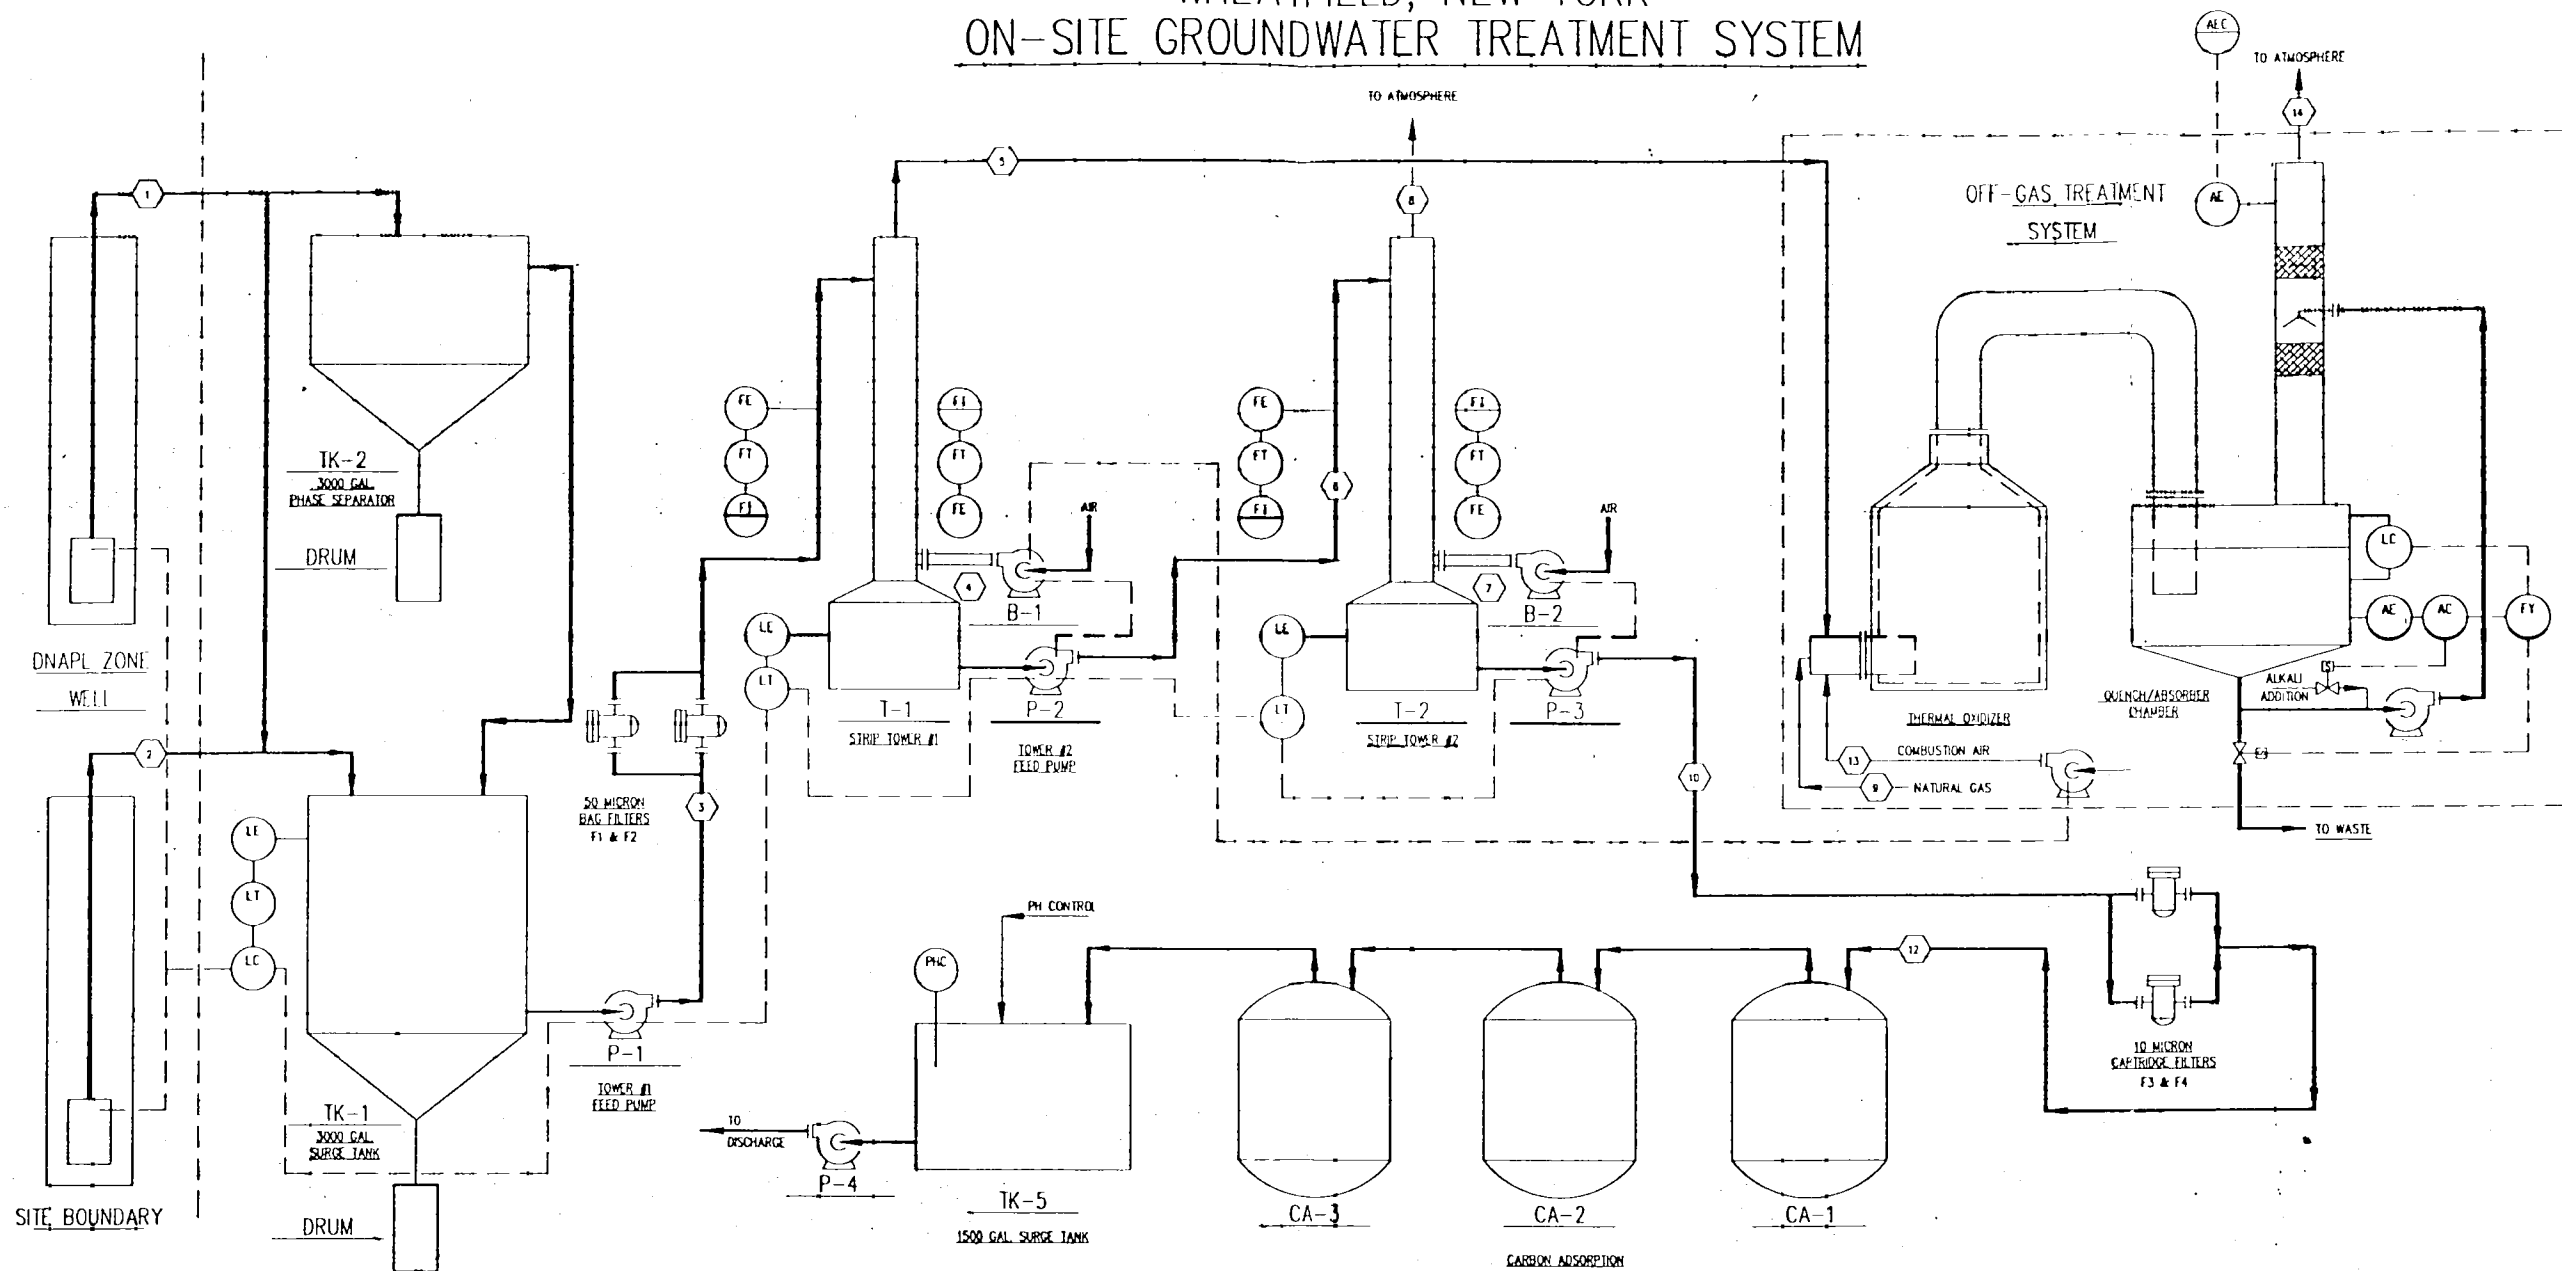 ON-SITE GROUNDWATER TREATMENT SYSTEM
AEC
TO ATMOSPHERE
14
TO ATMOSPHERE
5
1
8
AE
OFF-GAS TREATMENT
SYSTEM
FE
FT
FI
FI
FT
FE
FE
FT
FI
FI
FT
FE
TK-2
3000 GAL.
PHASE SEPARATOR
DRUM
6
AIR
AIR
4
B-1
7
B-2
LC
AE
AC
FY
LE
LT
LE
LT
DNAPL ZONE
WELL
T-1
STRIP TOWER #1
P-2
TOWER #2
FEED PUMP
T-2
STRIP TOWER #2
P-3
THERMAL OXIDIZER
QUENCH/ABSORBER
CHAMBER
ALKALI
ADDITION
S
S
2
13
COMBUSTION AIR
9
NATURAL GAS
10
3
50 MICRON
BAG FILTERS
F1 & F2
TO WASTE
LE
LT
LC
PH CONTROL
PHC
12
P-1
TOWER #1
FEED PUMP
10 MICRON
CARTRIDGE FILTERS
F3 & F4
TK-1
3000 GAL.
SURGE TANK
TO
DISCHARGE
P-4
TK-5
1500 GAL. SURGE TANK
CA-3
CA-2
CA-1
CARBON ADSORPTION
SITE BOUNDARY
DRUM